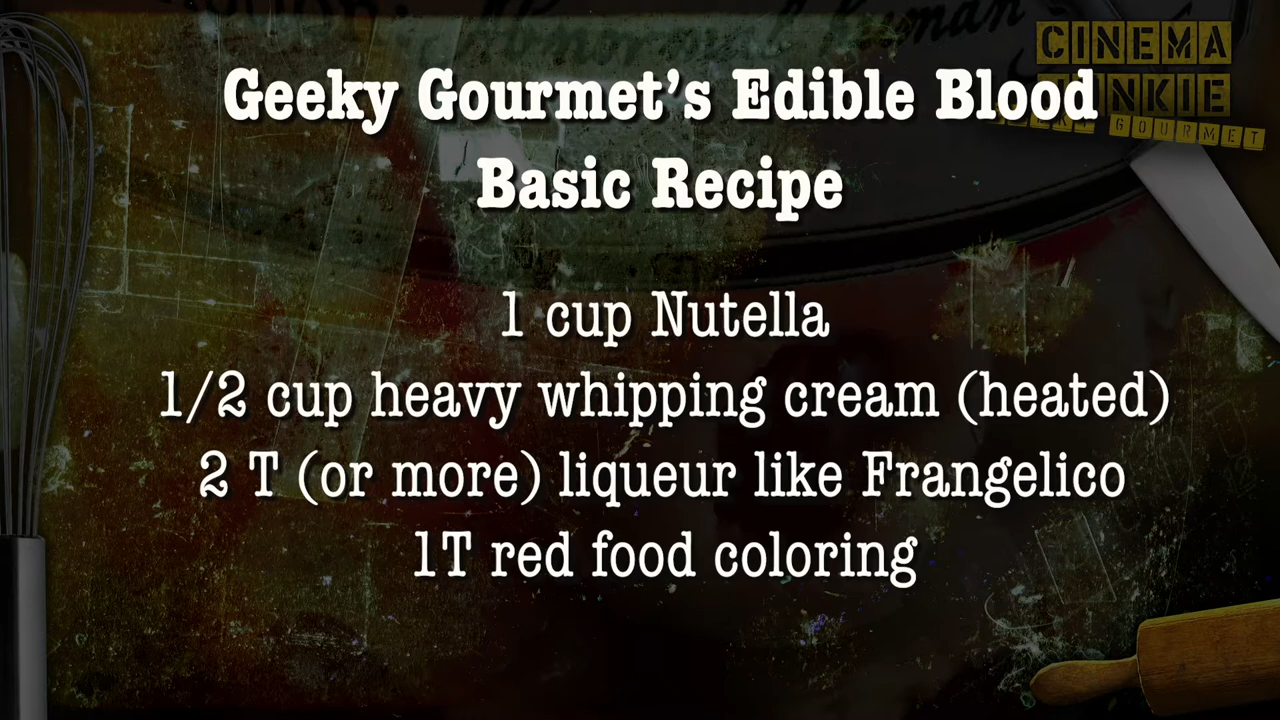 CINEMA
Geeky Gourmet's Edible Blood
GOURMET
Basic Recipe
1 cup Nutella
1/2 cup heavy whipping cream (heated)
2 T (or more) liqueur like Frangelico
1T red food coloring